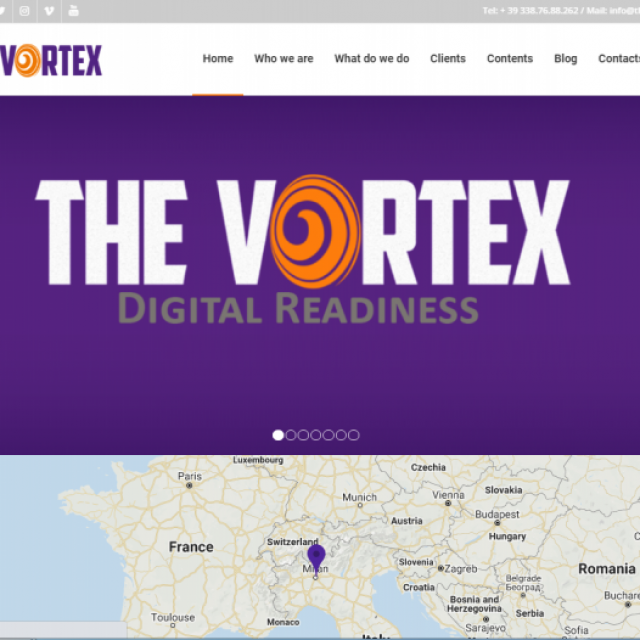 Tel: + 39 338.76.88.262 / Mail: info@
VORTEX
Home Who we are What do we do Clients Contents Blog Contacts
THE VORTEX
DIGITAL READINESS
Luxembourg
Czechia
Paris
Slovakia
Munich
Vienna
Budapest
Austria
Hungary
Switzerland
France
Slovenia
Zagreb
Romania
Milan
Croatia
Belgrade
Београд
Bosnia and
Herzegovina
Buchare
Serbia
Toulouse
Monaco
Sarajevo
Sofia
Italy